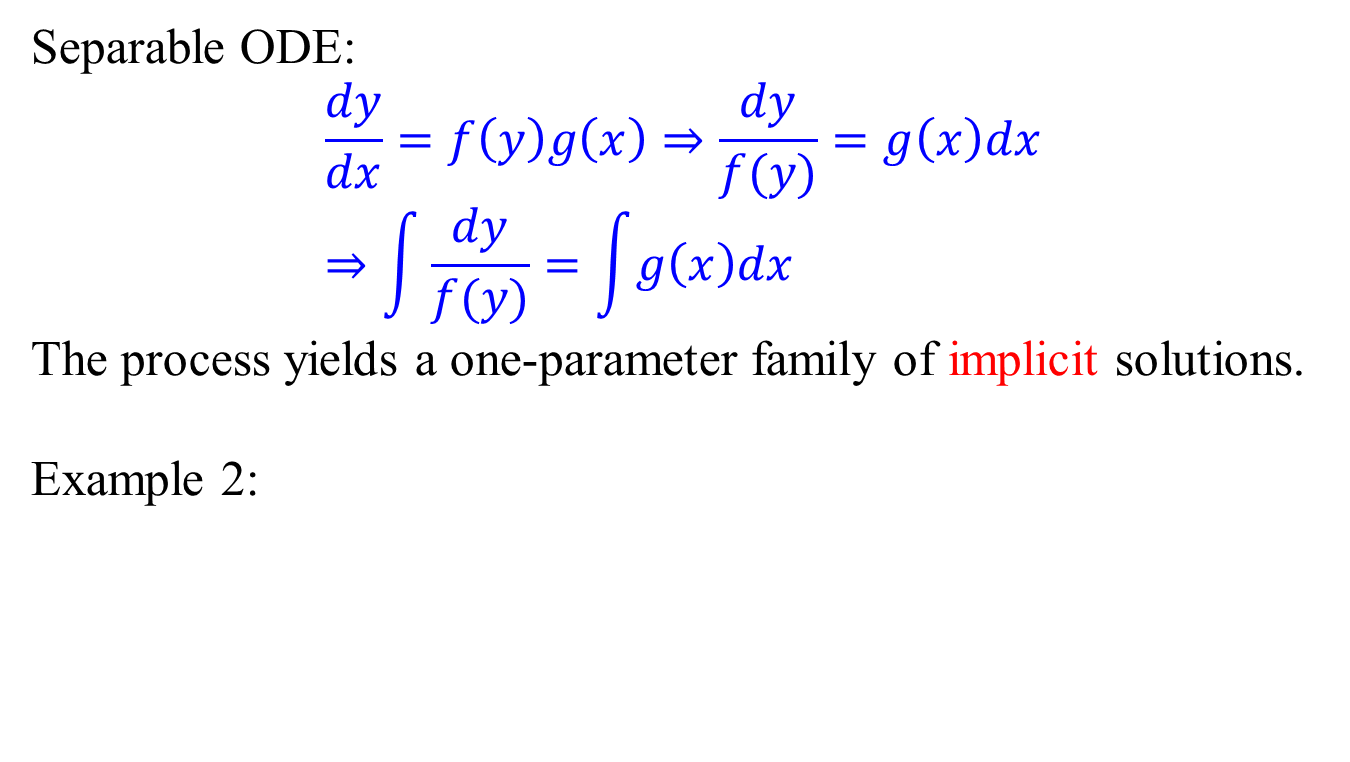 Separable ODE:
dy/dx = f(y)g(x) ⇒ dy/f(y) = g(x)dx
⇒ ∫ dy/f(y) = ∫ g(x)dx
The process yields a one-parameter family of implicit solutions.
Example 2: